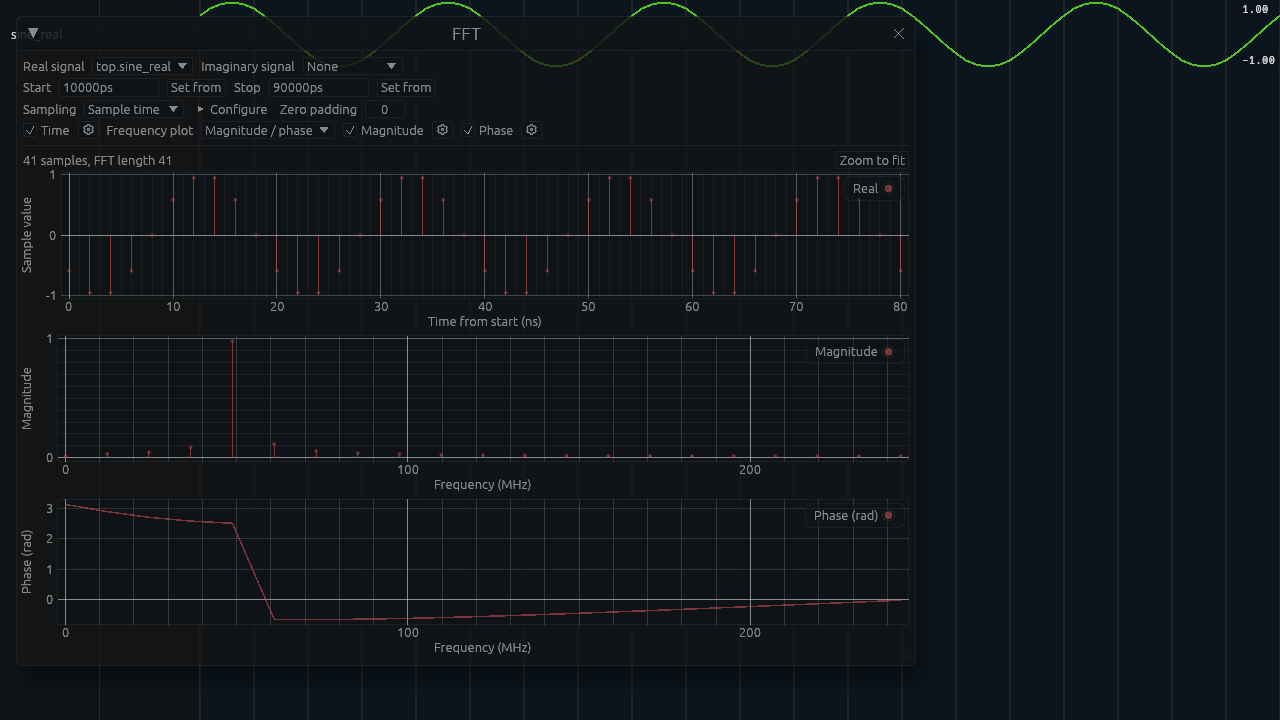 1.00
sine_real
FFT
-1.00
Real signal top.sine_real Imaginary signal None
Start 10000ps Set from Stop 90000ps Set from
Sampling Sample time Configure Zero padding 0
Time Frequency plot Magnitude / phase Magnitude Phase
41 samples, FFT length 41 Zoom to fit
1
Real
Sample value
0
-1
0 10 20 30 40 50 60 70 80
Time from start (ns)
1
Magnitude
Magnitude
0
0 100 200
Frequency (MHz)
3
Phase (rad)
2
Phase (rad)
1
0
0 100 200
Frequency (MHz)